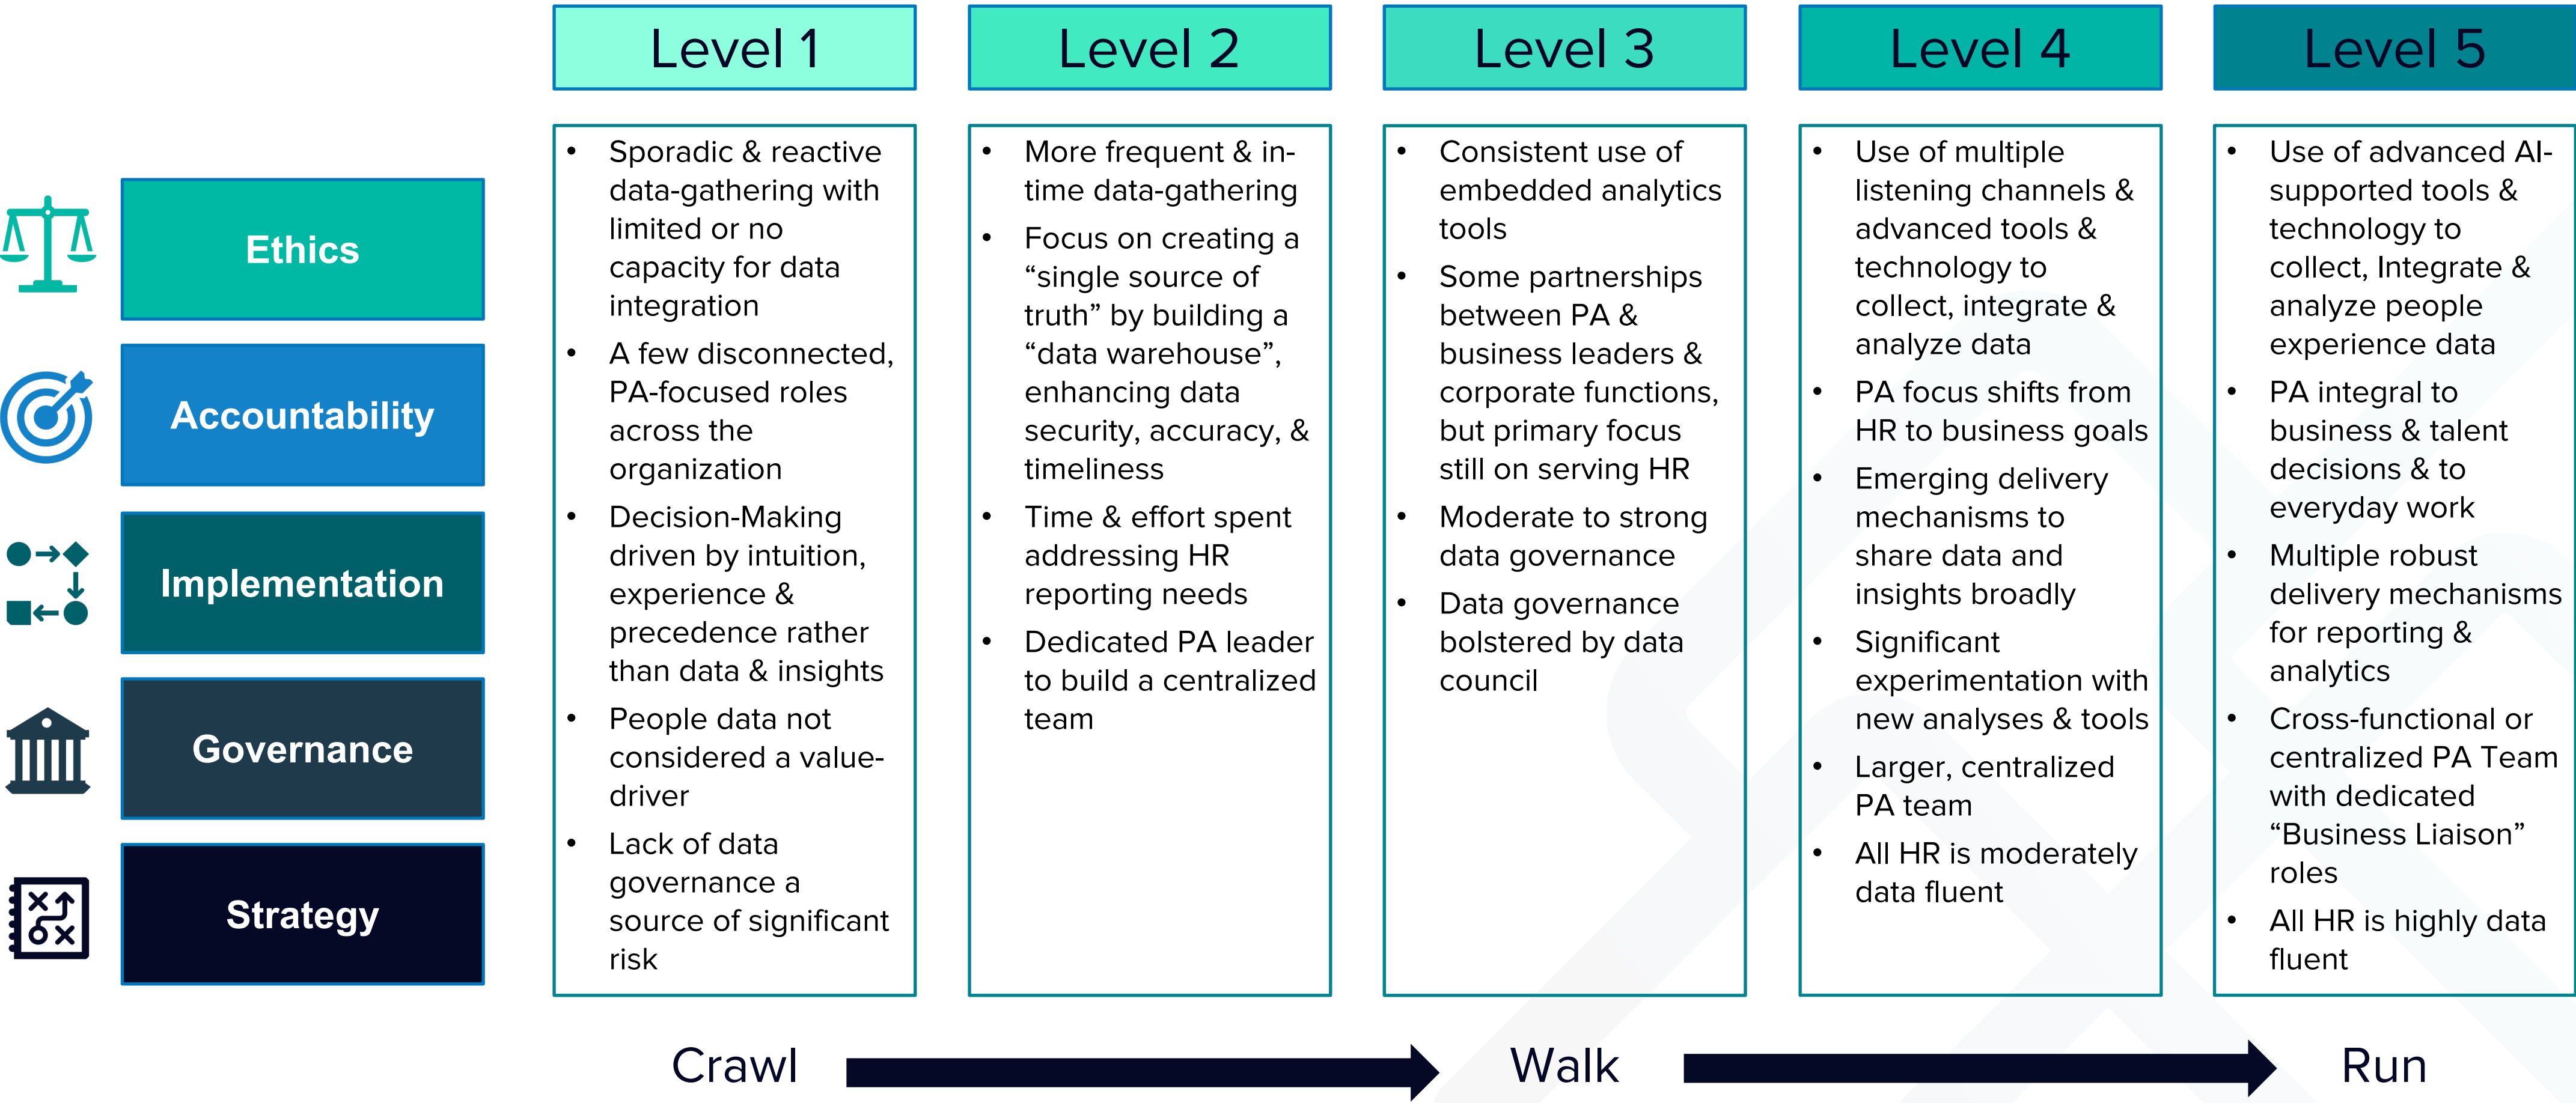 Level 1
Level 2
Level 3
Level 4
Level 5
Ethics
Accountability
Implementation
Governance
Strategy
• Sporadic & reactive
data-gathering with
limited or no
capacity for data
integration
• A few disconnected,
PA-focused roles
across the
organization
• Decision-Making
driven by intuition,
experience &
precedence rather
than data & insights
• People data not
considered a value-
driver
• Lack of data
governance a
source of significant
risk
• More frequent & in-
time data-gathering
• Focus on creating a
“single source of
truth” by building a
“data warehouse”,
enhancing data
security, accuracy, &
timeliness
• Time & effort spent
addressing HR
reporting needs
• Dedicated PA leader
to build a centralized
team
• Consistent use of
embedded analytics
tools
• Some partnerships
between PA &
business leaders &
corporate functions,
but primary focus
still on serving HR
• Moderate to strong
data governance
• Data governance
bolstered by data
council
• Use of multiple
listening channels &
advanced tools &
technology to
collect, integrate &
analyze data
• PA focus shifts from
HR to business goals
• Emerging delivery
mechanisms to
share data and
insights broadly
• Significant
experimentation with
new analyses & tools
• Larger, centralized
PA team
• All HR is moderately
data fluent
• Use of advanced AI-
supported tools &
technology to
collect, Integrate &
analyze people
experience data
• PA integral to
business & talent
decisions & to
everyday work
• Multiple robust
delivery mechanisms
for reporting &
analytics
• Cross-functional or
centralized PA Team
with dedicated
“Business Liaison”
roles
• All HR is highly data
fluent
Crawl
Walk
Run